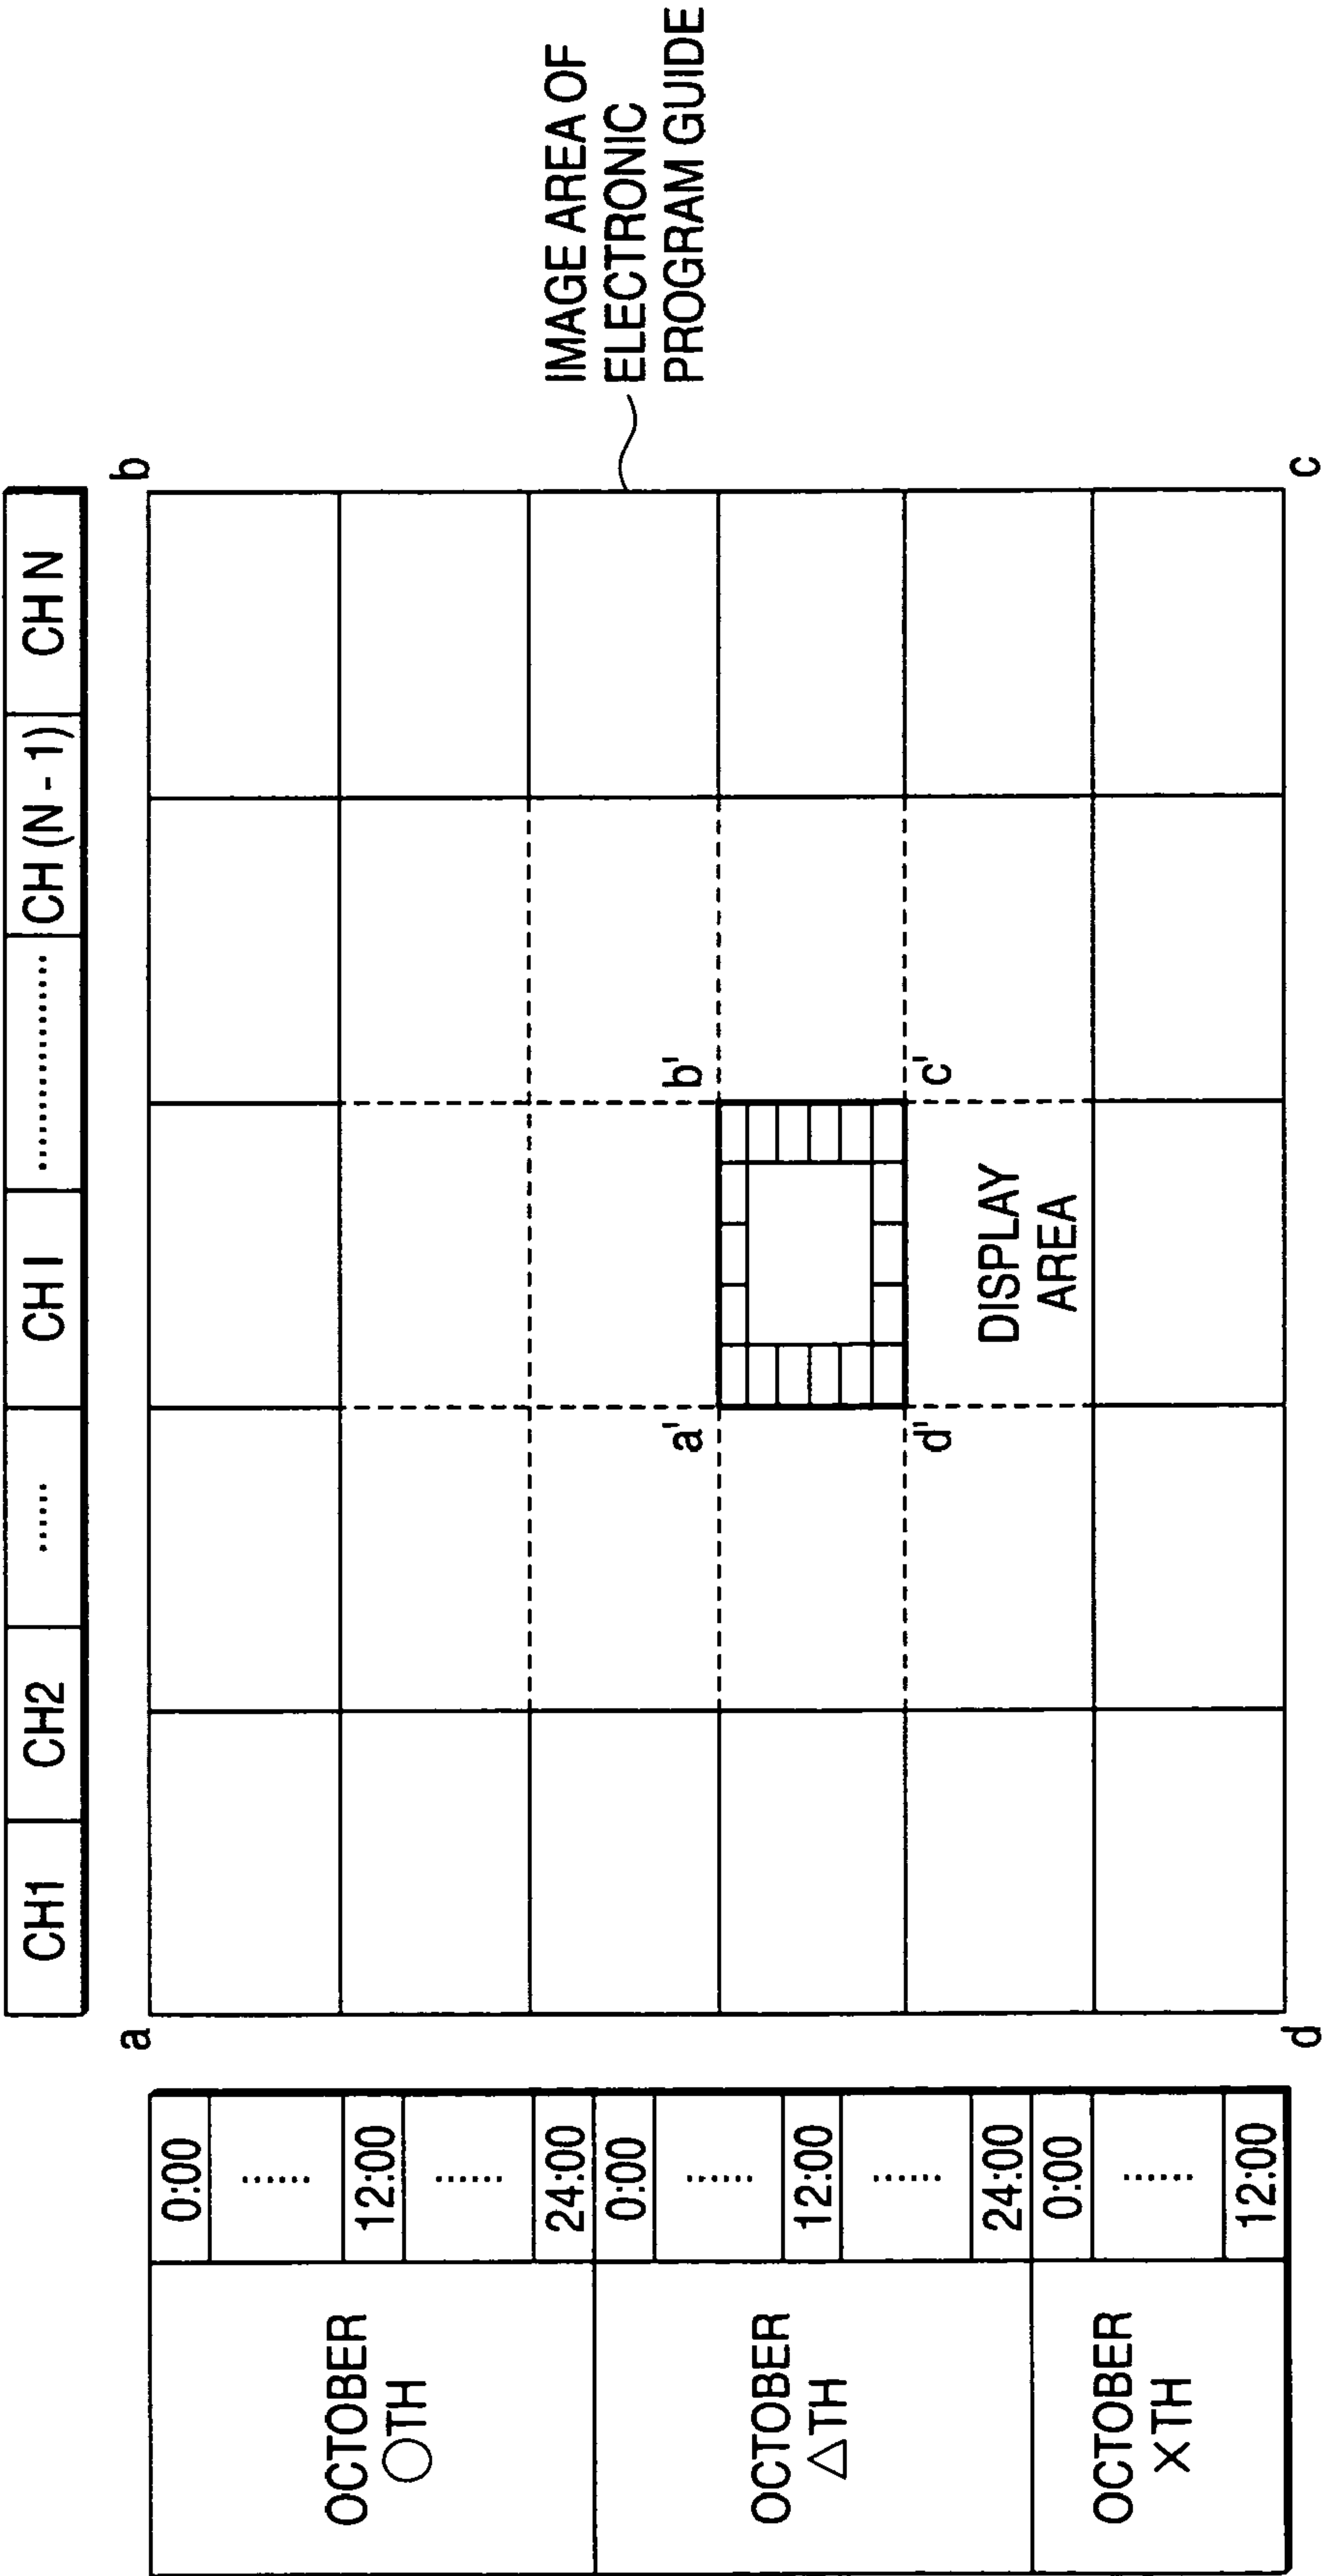 CH1 CH2 ...... CH I .................. CH (N - 1) CH N
a
b
IMAGE AREA OF
ELECTRONIC
PROGRAM GUIDE
OCTOBER
○TH
0:00
......
12:00
......
24:00
OCTOBER
△TH
0:00
......
12:00
......
24:00
OCTOBER
×TH
0:00
......
12:00
a'
b'
d'
c'
DISPLAY
AREA
d
c